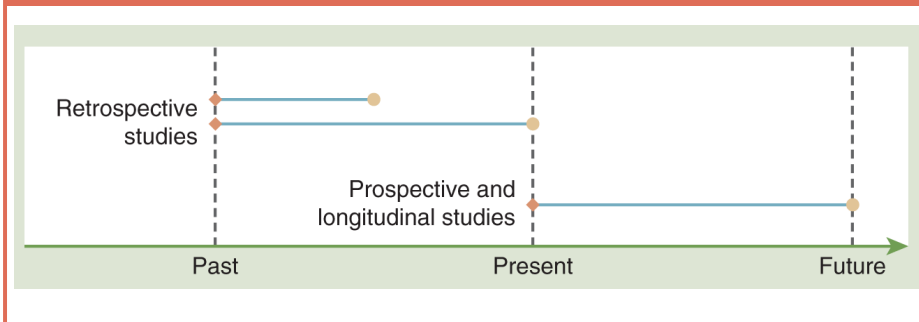 Retrospective
studies
Prospective and
longitudinal studies
Past
Present
Future